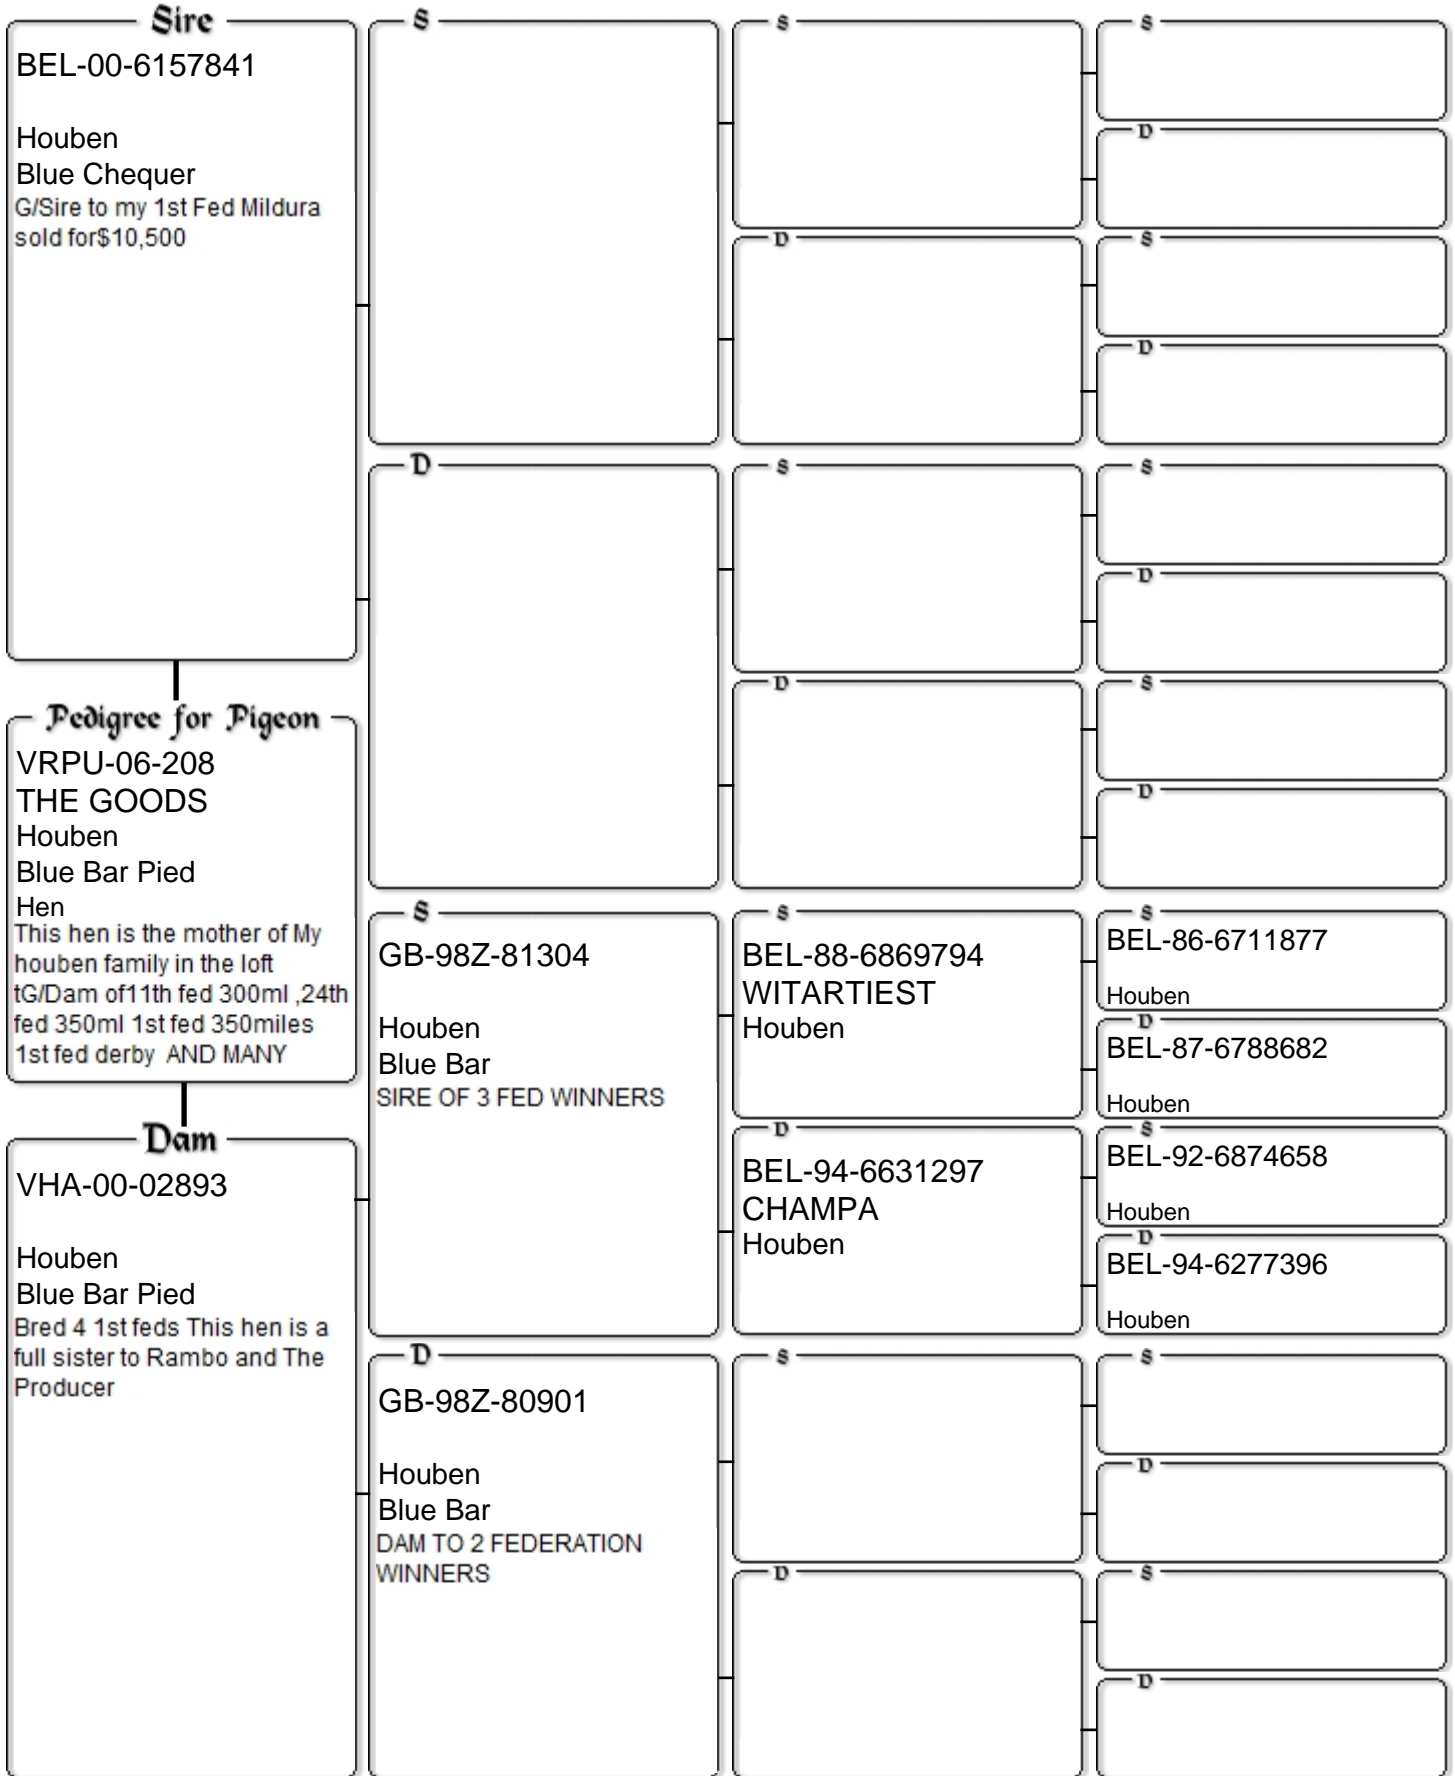 Sire
BEL-00-6157841
Houben
Blue Chequer
G/Sire to my 1st Fed Mildura
sold for$10,500
Pedigree for Pigeon
VRPU-06-208
THE GOODS
Houben
Blue Bar Pied
Hen
This hen is the mother of My
houben family in the loft
tG/Dam of11th fed 300ml ,24th
fed 350ml 1st fed 350miles
1st fed derby AND MANY
Dam
VHA-00-02893
Houben
Blue Bar Pied
Bred 4 1st feds This hen is a
full sister to Rambo and The
Producer
S
D
S
GB-98Z-81304
Houben
Blue Bar
SIRE OF 3 FED WINNERS
D
GB-98Z-80901
Houben
Blue Bar
DAM TO 2 FEDERATION
WINNERS
S
D
S
D
S
BEL-88-6869794
WITARTIEST
Houben
D
BEL-94-6631297
CHAMPA
Houben
S
D
S
D
S
D
S
D
S
D
S
BEL-86-6711877
Houben
D
BEL-87-6788682
Houben
S
BEL-92-6874658
Houben
D
BEL-94-6277396
Houben
S
D
S
D